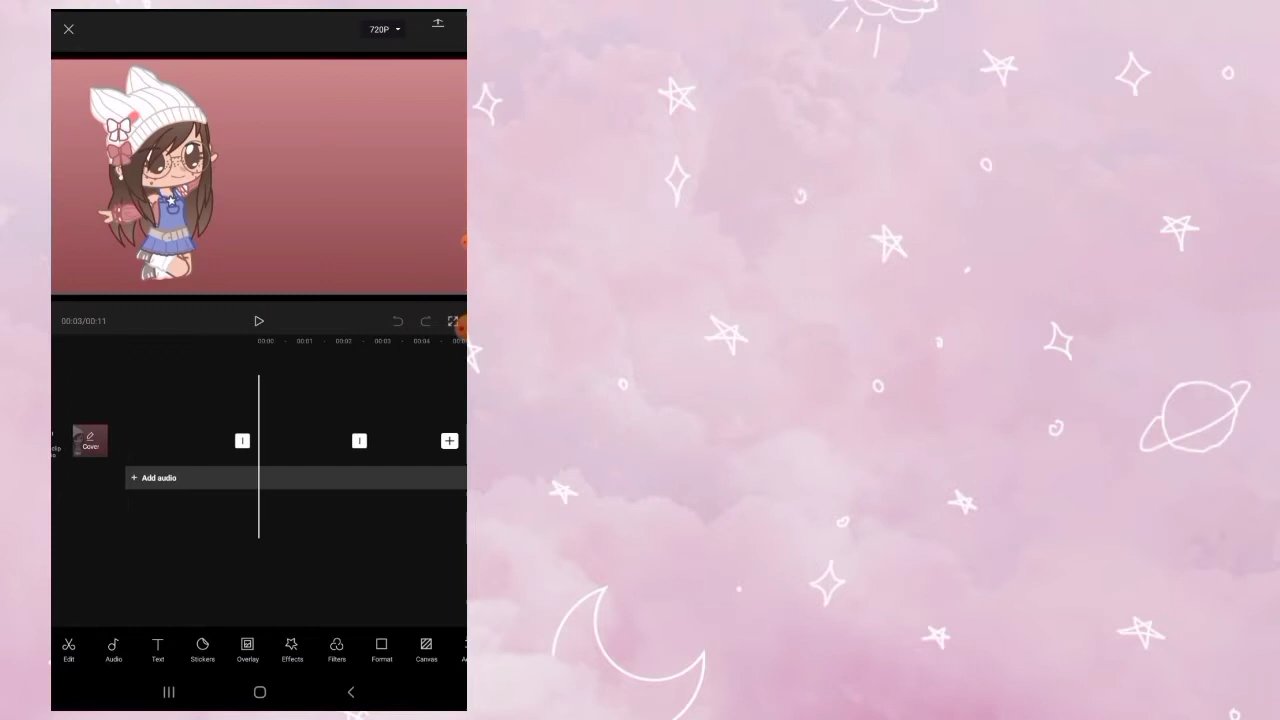 720P
00:03/00:11
00:00 00:01 00:02 00:03 00:04
clip
Cover
+ Add audio
Edit Audio Text Stickers Overlay Effects Filters Format Canvas